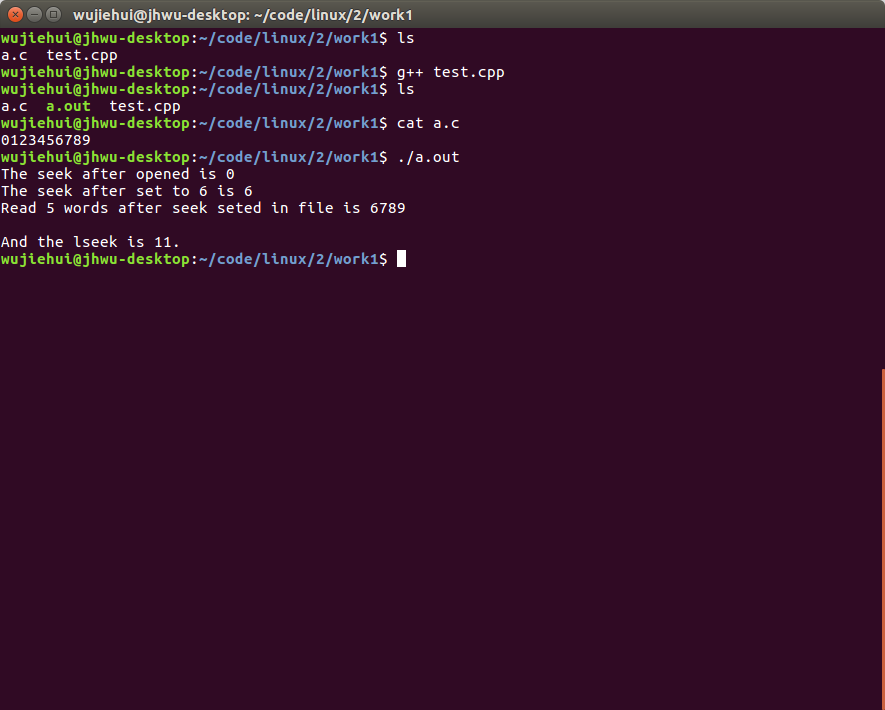 wujiehui@jhwu-desktop: ~/code/linux/2/work1
wujiehui@jhwu-desktop:~/code/linux/2/work1$ ls
a.c  test.cpp
wujiehui@jhwu-desktop:~/code/linux/2/work1$ g++ test.cpp
wujiehui@jhwu-desktop:~/code/linux/2/work1$ ls
a.c  a.out  test.cpp
wujiehui@jhwu-desktop:~/code/linux/2/work1$ cat a.c
0123456789
wujiehui@jhwu-desktop:~/code/linux/2/work1$ ./a.out
The seek after opened is 0
The seek after set to 6 is 6
Read 5 words after seek seted in file is 6789

And the lseek is 11.
wujiehui@jhwu-desktop:~/code/linux/2/work1$